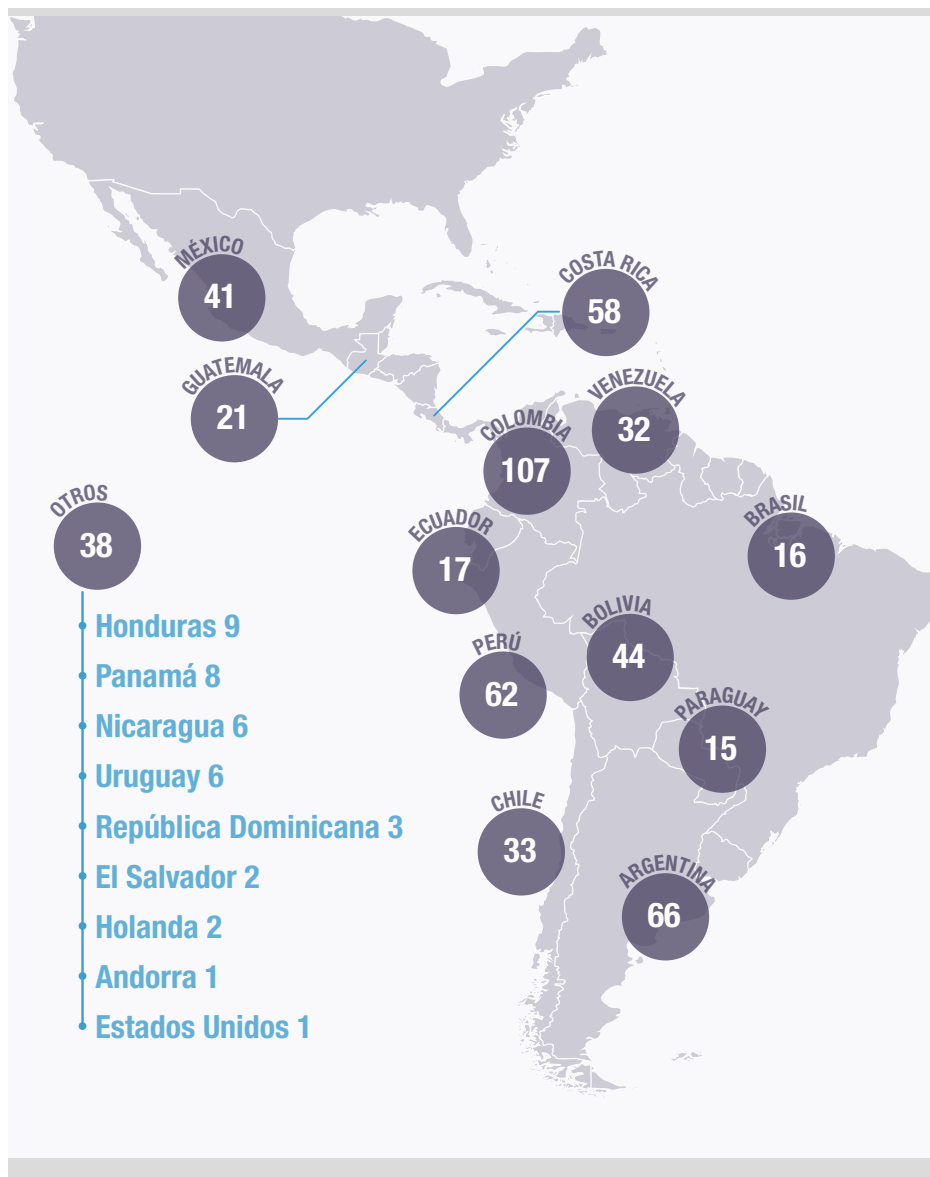 MÉXICO
41
COSTA RICA
58
GUATEMALA
21
VENEZUELA
32
COLOMBIA
107
OTROS
38
ECUADOR
17
BRASIL
16
BOLIVIA
44
PERÚ
62
PARAGUAY
15
CHILE
33
ARGENTINA
66
Honduras 9
Panamá 8
Nicaragua 6
Uruguay 6
República Dominicana 3
El Salvador 2
Holanda 2
Andorra 1
Estados Unidos 1